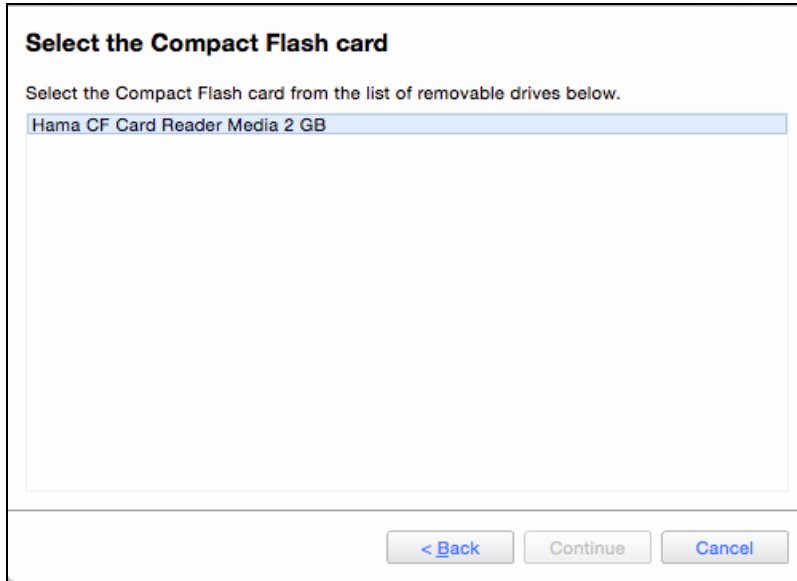 Select the Compact Flash card
Select the Compact Flash card from the list of removable drives below.
Hama CF Card Reader Media 2 GB
< Back
Continue
Cancel